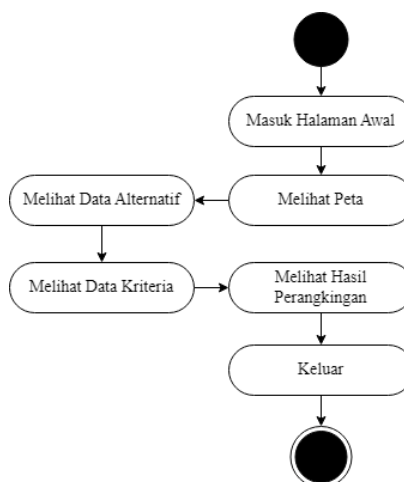 Masuk Halaman Awal
Melihat Peta
Melihat Data Alternatif
Melihat Data Kriteria
Melihat Hasil
Perangkingan
Keluar